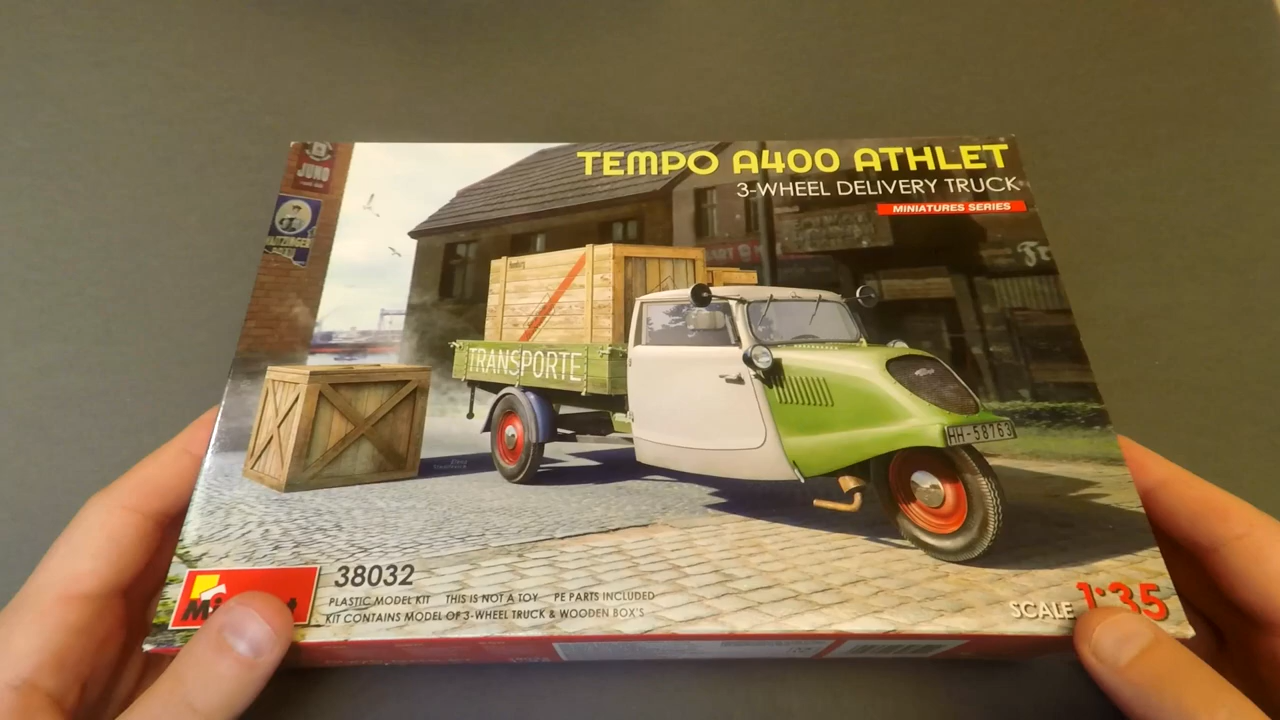 TEMPO A400 ATHLET
3-WHEEL DELIVERY TRUCK
MINIATURES SERIES
JUNO
TRANSPORTE
HH-58763
38032
PLASTIC MODEL KIT THIS IS NOT A TOY PE PARTS INCLUDED
KIT CONTAINS MODEL OF 3-WHEEL TRUCK & WOODEN BOX'S
SCALE 1:35